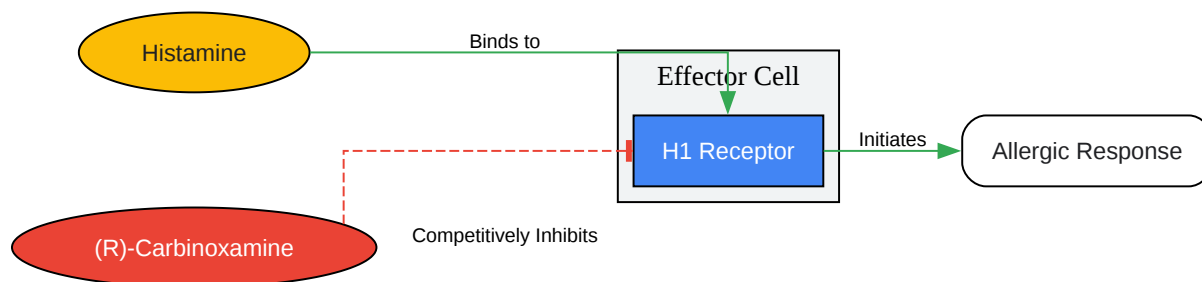 Histamine
Binds to
Effector Cell
H1 Receptor
Initiates
Allergic Response
(R)-Carbinoxamine
Competitively Inhibits